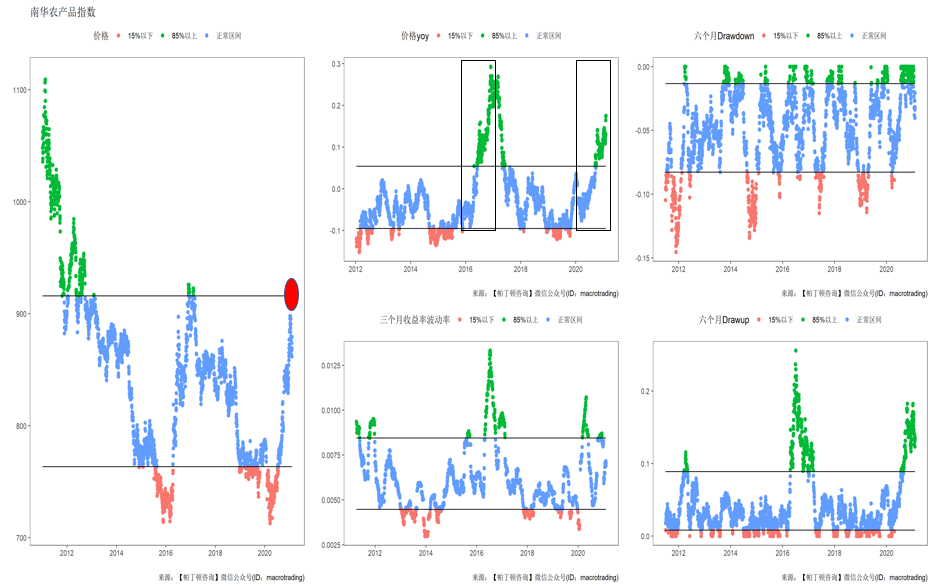 南华农产品指数
价格 15%以下 85%以上 正常区间
1100
1000
900
800
700
2012 2014 2016 2018 2020
来源：【帕丁顿咨询】微信公众号(ID：macrotrading)
价格yoy 15%以下 85%以上 正常区间
0.3
0.2
0.1
0.0
-0.1
2012 2014 2016 2018 2020
来源：【帕丁顿咨询】微信公众号(ID：macrotrading)
六个月Drawdown 15%以下 85%以上 正常区间
0.00
-0.05
-0.10
-0.15
2012 2014 2016 2018 2020
来源：【帕丁顿咨询】微信公众号(ID：macrotrading)
三个月收益率波动率 15%以下 85%以上 正常区间
0.0125
0.0100
0.0075
0.0050
0.0025
2012 2014 2016 2018 2020
来源：【帕丁顿咨询】微信公众号(ID：macrotrading)
六个月Drawup 15%以下 85%以上 正常区间
0.2
0.1
0.0
2012 2014 2016 2018 2020
来源：【帕丁顿咨询】微信公众号(ID：macrotrading)